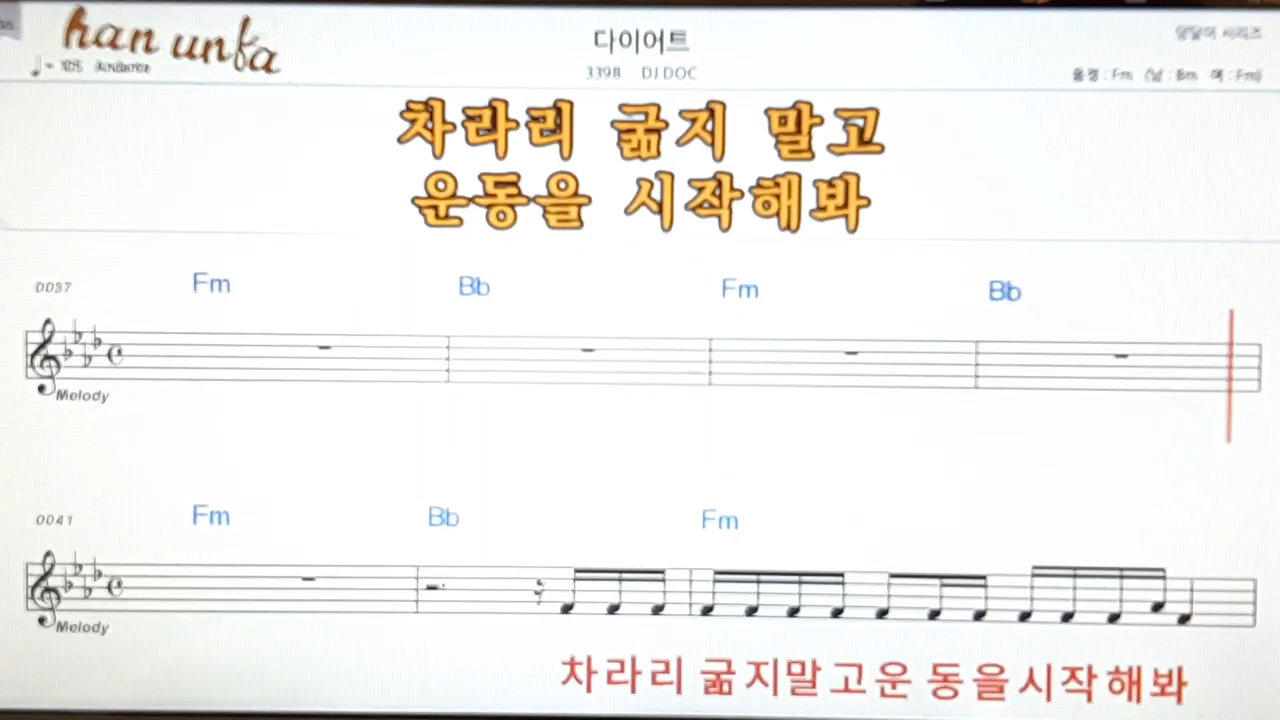 han unfa
다이어트
3398 DJ DOC
차라리 굶지 말고
운동을 시작해봐
0037 Fm Bb Fm Bb
Melody
0041 Fm Bb Fm
Melody
차라리 굶지말고운 동을시작해봐